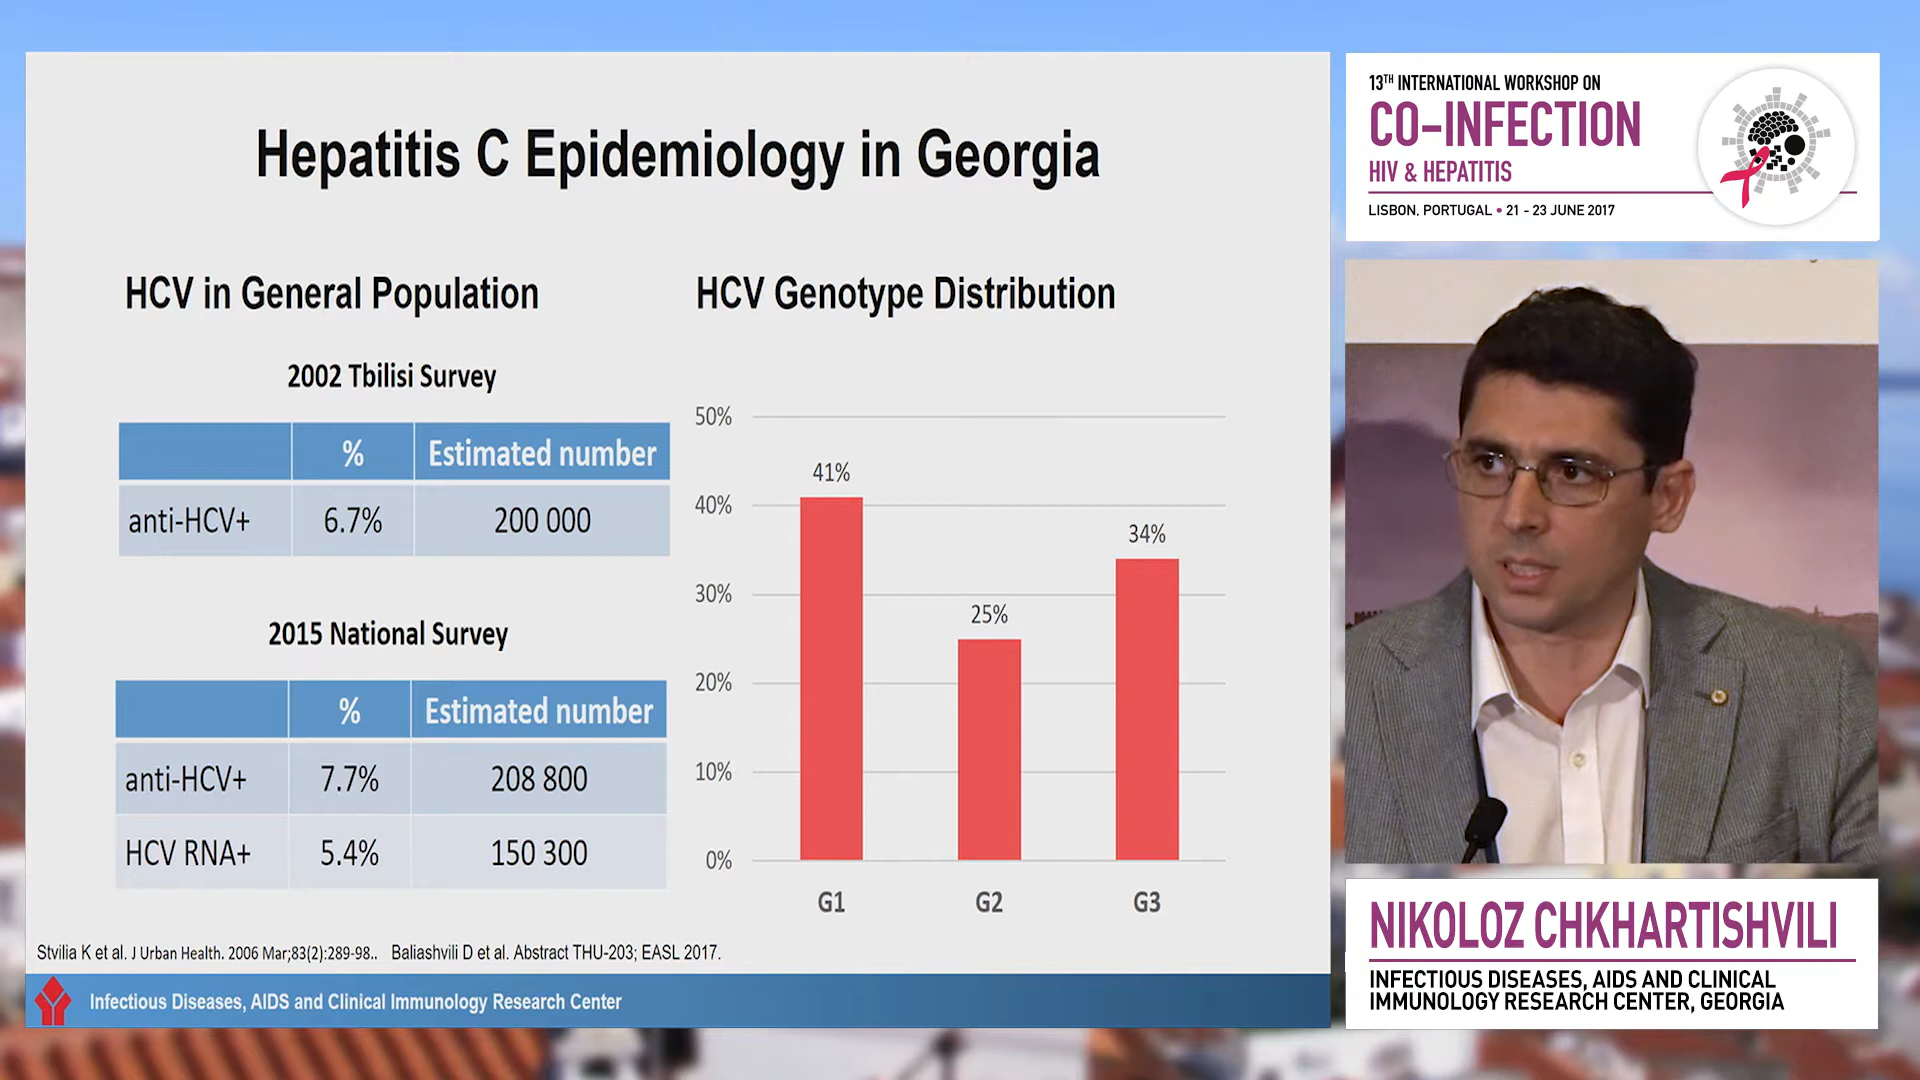 Hepatitis C Epidemiology in Georgia
HCV in General Population
2002 Tbilisi Survey
% Estimated number
anti-HCV+ 6.7% 200 000
2015 National Survey
% Estimated number
anti-HCV+ 7.7% 208 800
HCV RNA+ 5.4% 150 300
HCV Genotype Distribution
50%
41%
40%
34%
30%
25%
20%
10%
0%
G1 G2 G3
Stvilia K et al. J Urban Health. 2006 Mar;83(2):289-98.. Baliashvili D et al. Abstract THU-203; EASL 2017.
Infectious Diseases, AIDS and Clinical Immunology Research Center
13TH INTERNATIONAL WORKSHOP ON
CO-INFECTION
HIV & HEPATITIS
LISBON, PORTUGAL • 21 - 23 JUNE 2017
NIKOLOZ CHKHARTISHVILI
INFECTIOUS DISEASES, AIDS AND CLINICAL
IMMUNOLOGY RESEARCH CENTER, GEORGIA